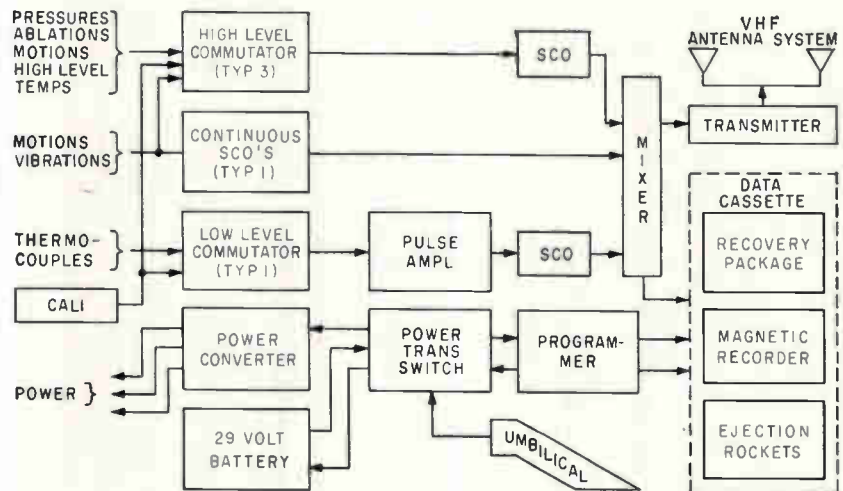 PRESSURES
ABLATIONS
MOTIONS
HIGH LEVEL
TEMPS
HIGH LEVEL
COMMUTATOR
(TYP 3)
SCO
VHF
ANTENNA SYSTEM
TRANSMITTER
MOTIONS
VIBRATIONS
CONTINUOUS
SCO'S
(TYP 1)
MIXER
DATA
CASSETTE
RECOVERY
PACKAGE
THERMO-
COUPLES
LOW LEVEL
COMMUTATOR
(TYP 1)
PULSE
AMPL
SCO
CALI
POWER
CONVERTER
POWER
TRANS
SWITCH
PROGRAM-
MER
MAGNETIC
RECORDER
POWER
29 VOLT
BATTERY
UMBILICAL
EJECTION
ROCKETS